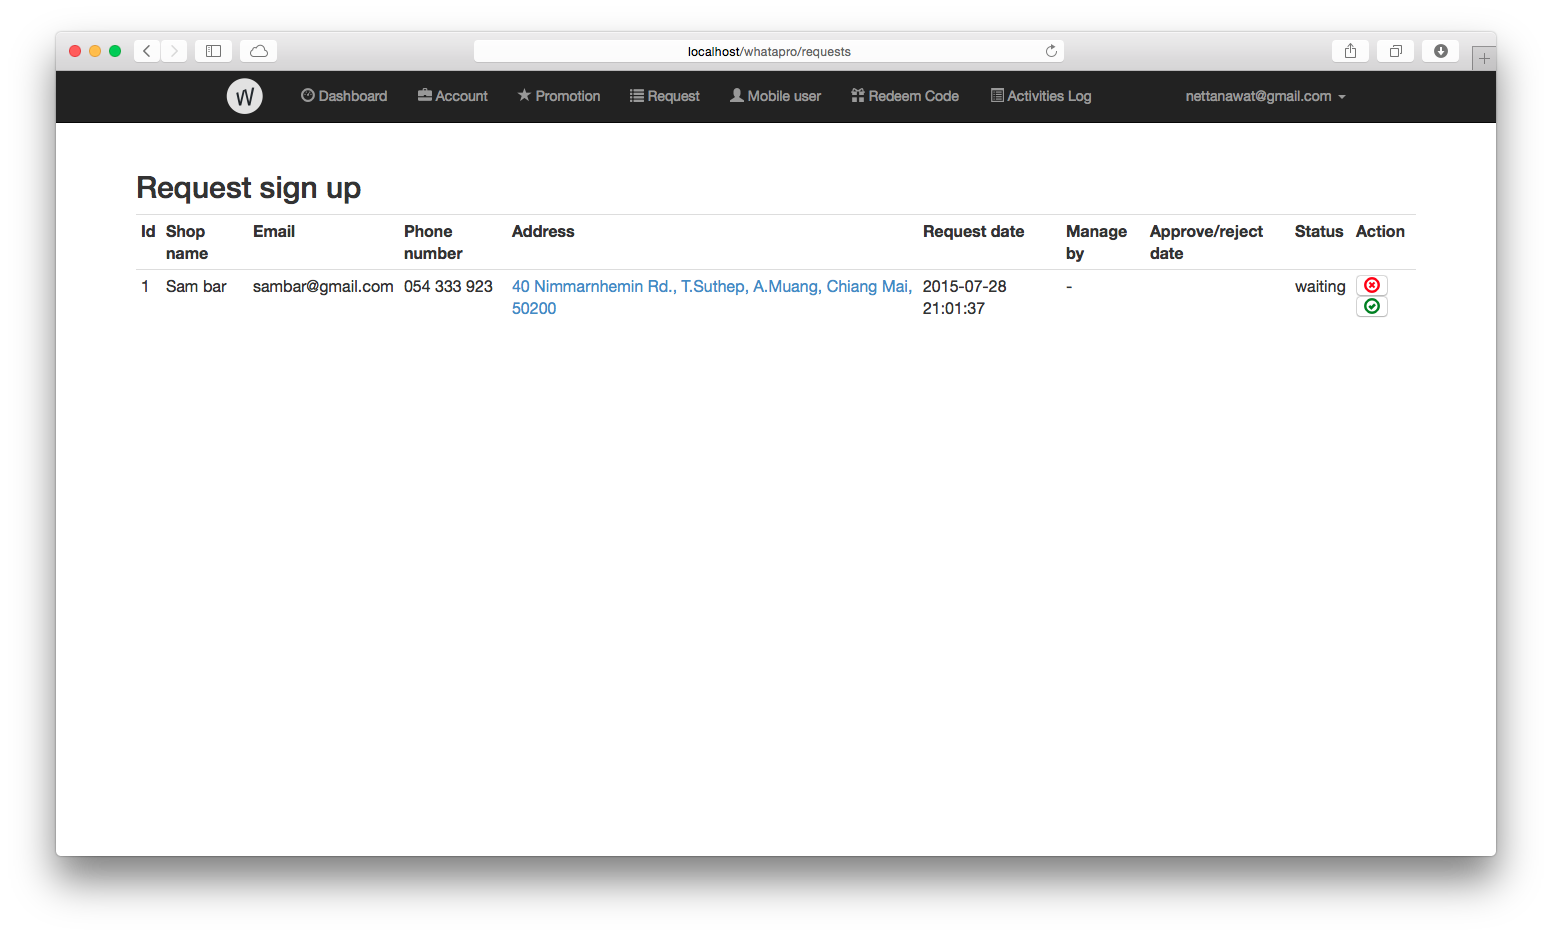 localhost/whatapro/requests
W Dashboard Account Promotion Request Mobile user Redeem Code Activities Log nettanawat@gmail.com
Request sign up
Id Shop name Email Phone number Address Request date Manage by Approve/reject date Status Action
1 Sam bar sambar@gmail.com 054 333 923 40 Nimmarnhemin Rd., T.Suthep, A.Muang, Chiang Mai, 50200 2015-07-28 21:01:37 - waiting